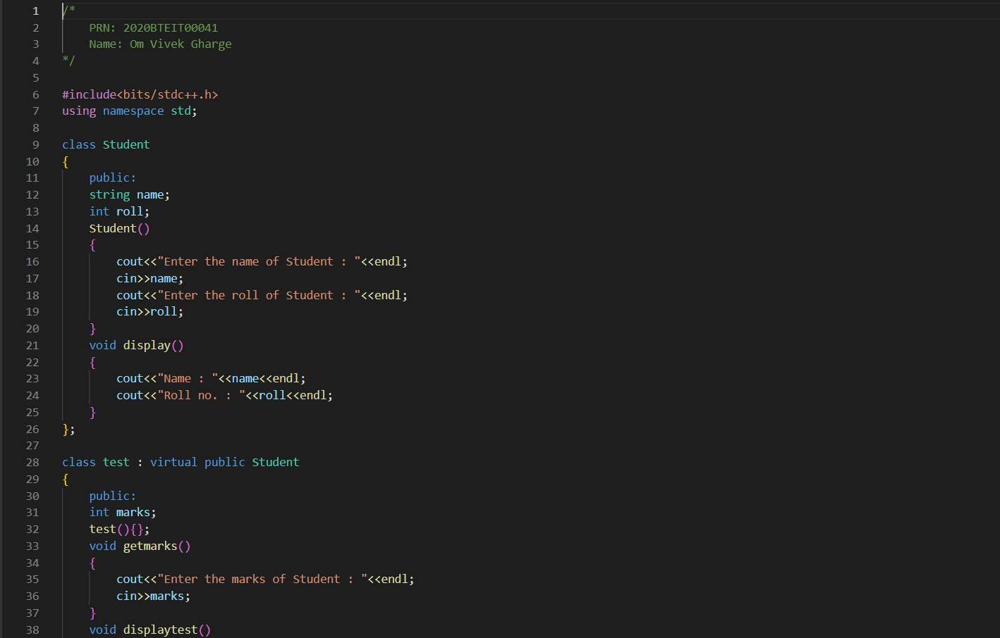 1 /*
2     PRN: 2020BTEIT00041
3     Name: Om Vivek Gharge
4 */
5
6 #include<bits/stdc++.h>
7 using namespace std;
8
9 class Student
10 {
11     public:
12     string name;
13     int roll;
14     Student()
15     {
16         cout<<"Enter the name of Student : "<<endl;
17         cin>>name;
18         cout<<"Enter the roll of Student : "<<endl;
19         cin>>roll;
20     }
21     void display()
22     {
23         cout<<"Name : "<<name<<endl;
24         cout<<"Roll no. : "<<roll<<endl;
25     }
26 };
27
28 class test : virtual public Student
29 {
30     public:
31     int marks;
32     test(){};
33     void getmarks()
34     {
35         cout<<"Enter the marks of Student : "<<endl;
36         cin>>marks;
37     }
38     void displaytest()